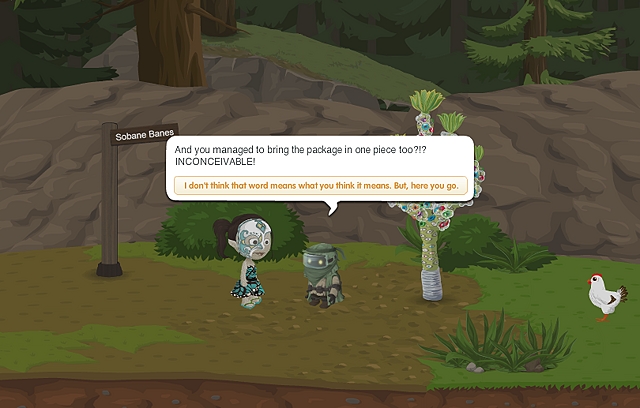 Sobane Banes
And you managed to bring the package in one piece too?!?
INCONCEIVABLE!
I don't think that word means what you think it means. But, here you go.